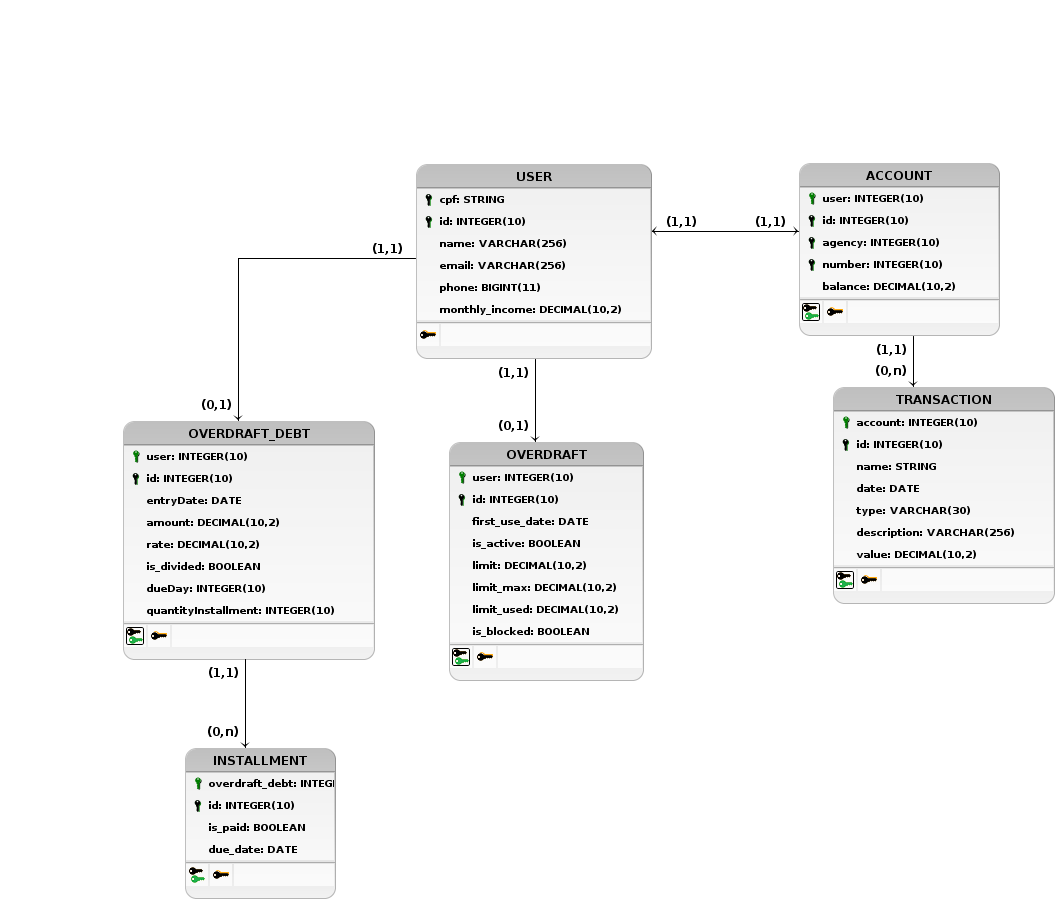 USER
cpf: STRING
id: INTEGER(10)
name: VARCHAR(256)
email: VARCHAR(256)
phone: BIGINT(11)
monthly_income: DECIMAL(10,2)
(1,1)
(1,1)
ACCOUNT
user: INTEGER(10)
id: INTEGER(10)
agency: INTEGER(10)
number: INTEGER(10)
balance: DECIMAL(10,2)
(1,1)
(0,1)
(1,1)
(0,1)
(1,1)
(0,n)
OVERDRAFT_DEBT
user: INTEGER(10)
id: INTEGER(10)
entryDate: DATE
amount: DECIMAL(10,2)
rate: DECIMAL(10,2)
is_divided: BOOLEAN
dueDay: INTEGER(10)
quantityInstallment: INTEGER(10)
OVERDRAFT
user: INTEGER(10)
id: INTEGER(10)
first_use_date: DATE
is_active: BOOLEAN
limit: DECIMAL(10,2)
limit_max: DECIMAL(10,2)
limit_used: DECIMAL(10,2)
is_blocked: BOOLEAN
TRANSACTION
account: INTEGER(10)
id: INTEGER(10)
name: STRING
date: DATE
type: VARCHAR(30)
description: VARCHAR(256)
value: DECIMAL(10,2)
(1,1)
(0,n)
INSTALLMENT
overdraft_debt: INTEG
id: INTEGER(10)
is_paid: BOOLEAN
due_date: DATE